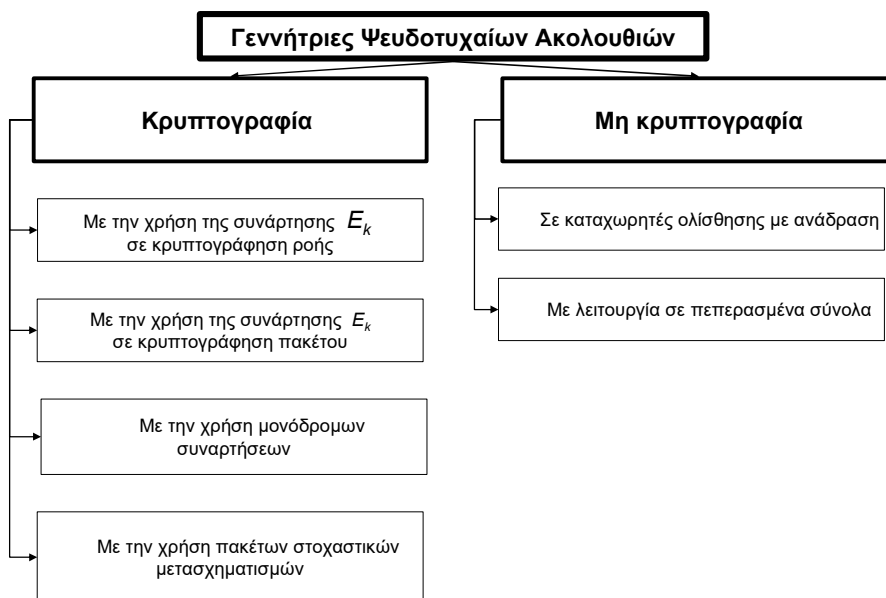 Γεννήτριες Ψευδοτυχαίων Ακολουθιών
Κρυπτογραφία
Με την χρήση της συνάρτησης E_k
σε κρυπτογράφηση ροής
Με την χρήση της συνάρτησης E_k
σε κρυπτογράφηση πακέτου
Με την χρήση μονόδρομων
συναρτήσεων
Με την χρήση πακέτων στοχαστικών
μετασχηματισμών
Μη κρυπτογραφία
Σε καταχωρητές ολίσθησης με ανάδραση
Με λειτουργία σε πεπερασμένα σύνολα